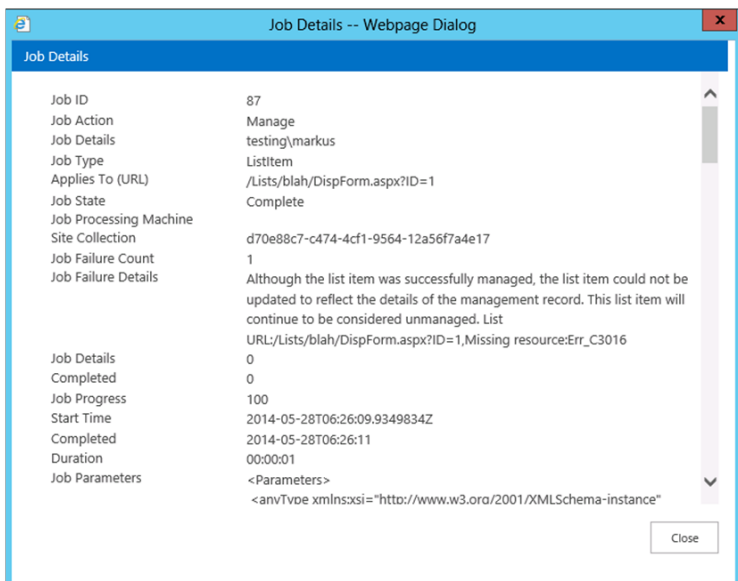 Job Details -- Webpage Dialog
x
Job Details
Job ID 87
Job Action Manage
Job Details testing\markus
Job Type ListItem
Applies To (URL) /Lists/blah/DispForm.aspx?ID=1
Job State Complete
Job Processing Machine
Site Collection d70e88c7-c474-4cf1-9564-12a56f7a4e17
Job Failure Count 1
Job Failure Details Although the list item was successfully managed, the list item could not be
updated to reflect the details of the management record. This list item will
continue to be considered unmanaged. List
URL:/Lists/blah/DispForm.aspx?ID=1,Missing resource:Err_C3016
Job Details 0
Completed 0
Job Progress 100
Start Time 2014-05-28T06:26:09.9349834Z
Completed 2014-05-28T06:26:11
Duration 00:00:01
Job Parameters <Parameters>
<anyType xmlns:xsi="http://www.w3.org/2001/XMLSchema-instance"
Close